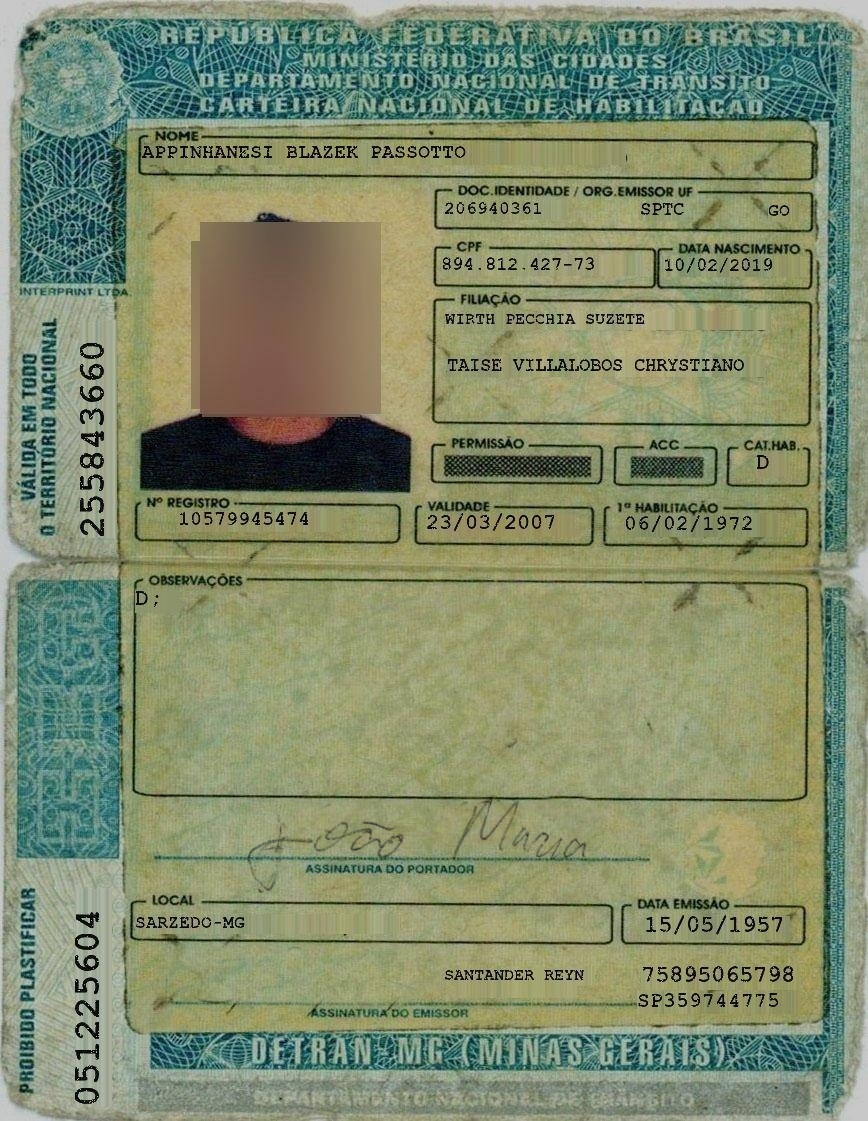 REPÚBLICA FEDERATIVA DO BRASIL
MINISTÉRIO DAS CIDADES
DEPARTAMENTO NACIONAL DE TRÂNSITO
CARTEIRA NACIONAL DE HABILITAÇÃO
NOME
APPINHANESI BLAZEK PASSOTTO
DOC.IDENTIDADE / ORG.EMISSOR UF
206940361 SPTC GO
CPF
894.812.427-73
DATA NASCIMENTO
10/02/2019
FILIAÇÃO
WIRTH PECCHIA SUZETE
TAISE VILLALOBOS CHRYSTIANO
PERMISSÃO
ACC
CAT.HAB.
D
Nº REGISTRO
10579945474
VALIDADE
23/03/2007
1ª HABILITAÇÃO
06/02/1972
INTERPRINT LTDA.
VÁLIDA EM TODO
O TERRITÓRIO NACIONAL
255843660
OBSERVAÇÕES
D;
João Maria
ASSINATURA DO PORTADOR
LOCAL
SARZEDO-MG
DATA EMISSÃO
15/05/1957
SANTANDER REYN
75895065798
SP359744775
ASSINATURA DO EMISSOR
PROIBIDO PLASTIFICAR
051225604
DETRAN-MG (MINAS GERAIS)
DEPARTAMENTO NACIONAL DE TRÂNSITO